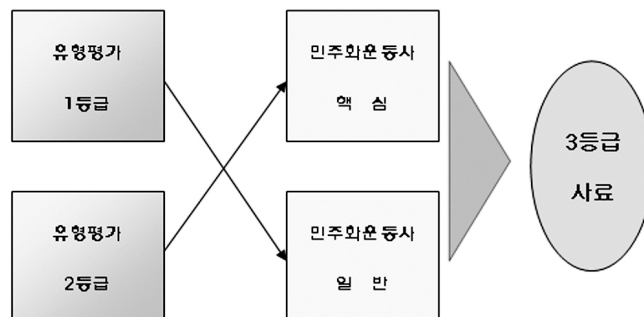 유형평가
1등급
민주화운동사
핵 심
유형평가
2등급
민주화운동사
일 반
3등급
사료